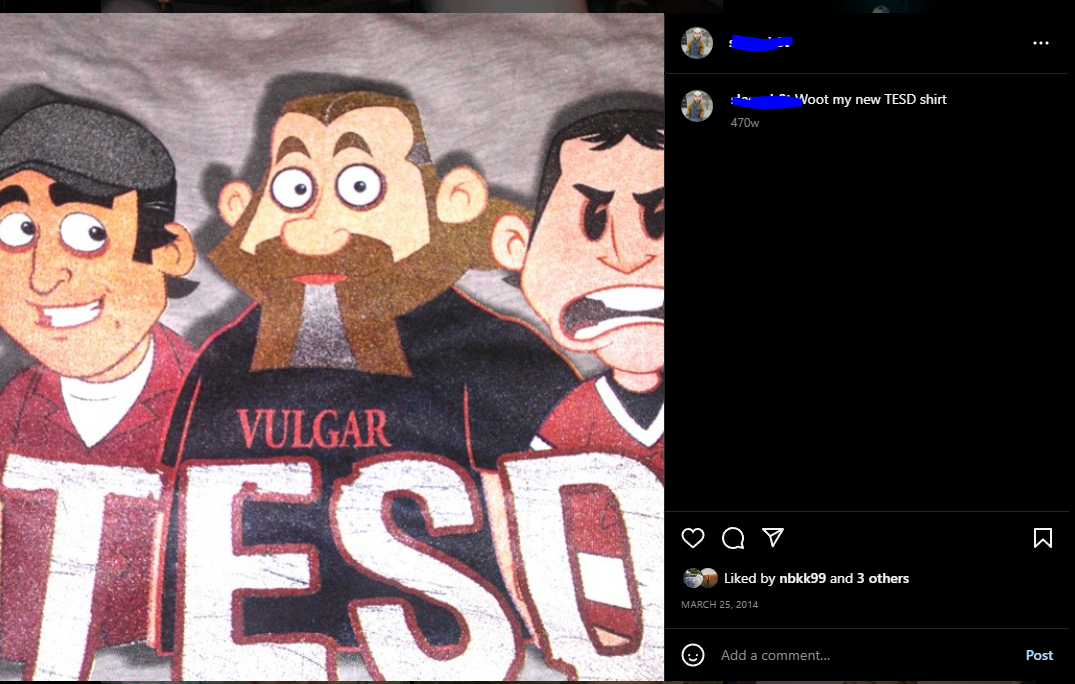 Woot my new TESD shirt
470w
VULGAR
TESD
Liked by nbkk99 and 3 others
MARCH 25, 2014
Add a comment...
Post